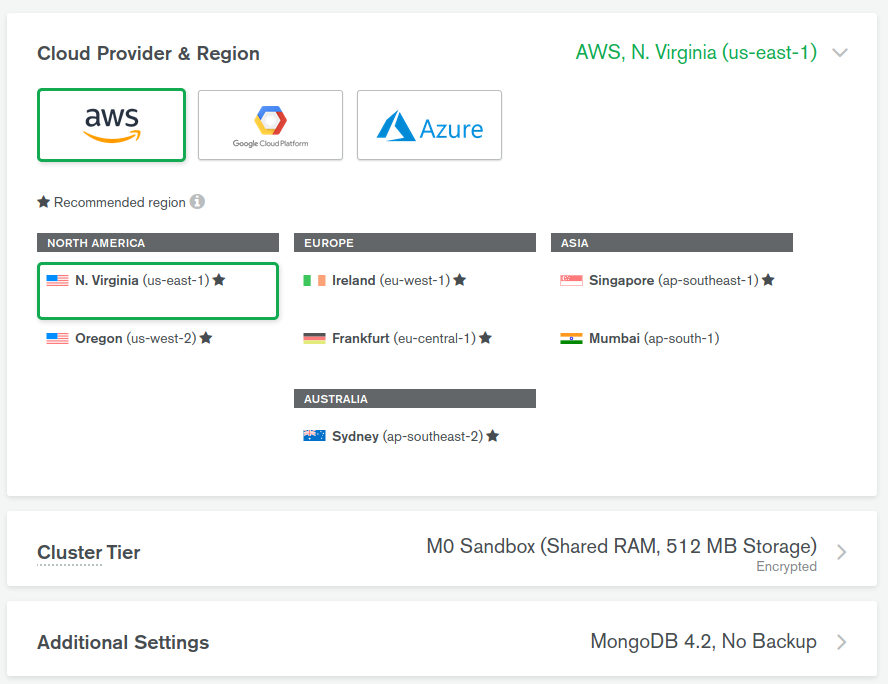 Cloud Provider & Region
AWS, N. Virginia (us-east-1)
aws
Google Cloud Platform
Azure
Recommended region
NORTH AMERICA
N. Virginia (us-east-1)
Oregon (us-west-2)
EUROPE
Ireland (eu-west-1)
Frankfurt (eu-central-1)
ASIA
Singapore (ap-southeast-1)
Mumbai (ap-south-1)
AUSTRALIA
Sydney (ap-southeast-2)
Cluster Tier
M0 Sandbox (Shared RAM, 512 MB Storage)
Encrypted
Additional Settings
MongoDB 4.2, No Backup